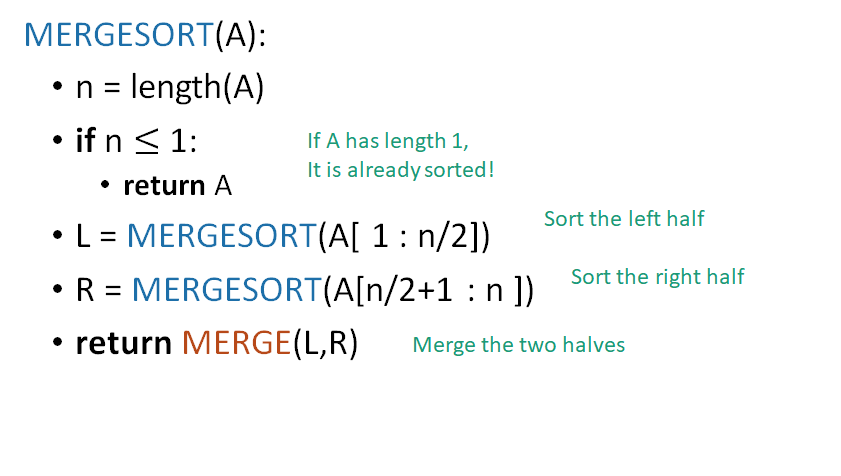 MERGESORT(A):
• n = length(A)
• if n ≤ 1:
If A has length 1,
It is already sorted!
• return A
• L = MERGESORT(A[ 1 : n/2])
Sort the left half
• R = MERGESORT(A[n/2+1 : n ])
Sort the right half
• return MERGE(L,R)
Merge the two halves